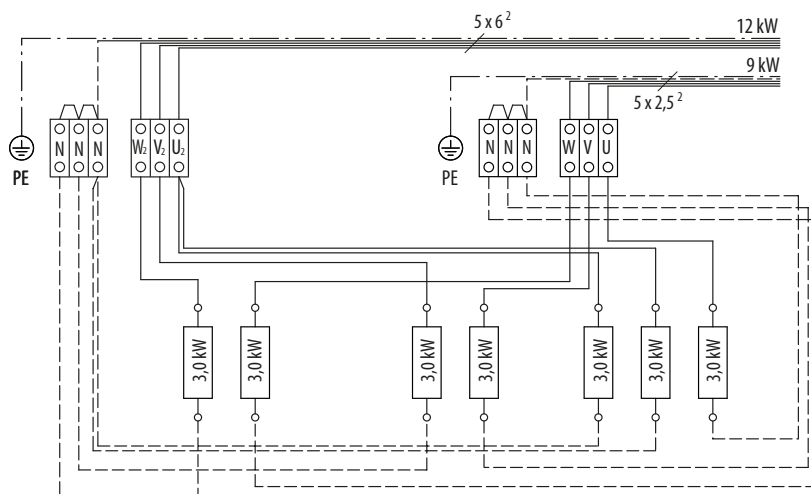 5 x 6²
12 kW
9 kW
5 x 2,5²
N N N
W₂ V₂ U₂
N N N
W V U
PE
PE
3,0 kW
3,0 kW
3,0 kW
3,0 kW
3,0 kW
3,0 kW
3,0 kW